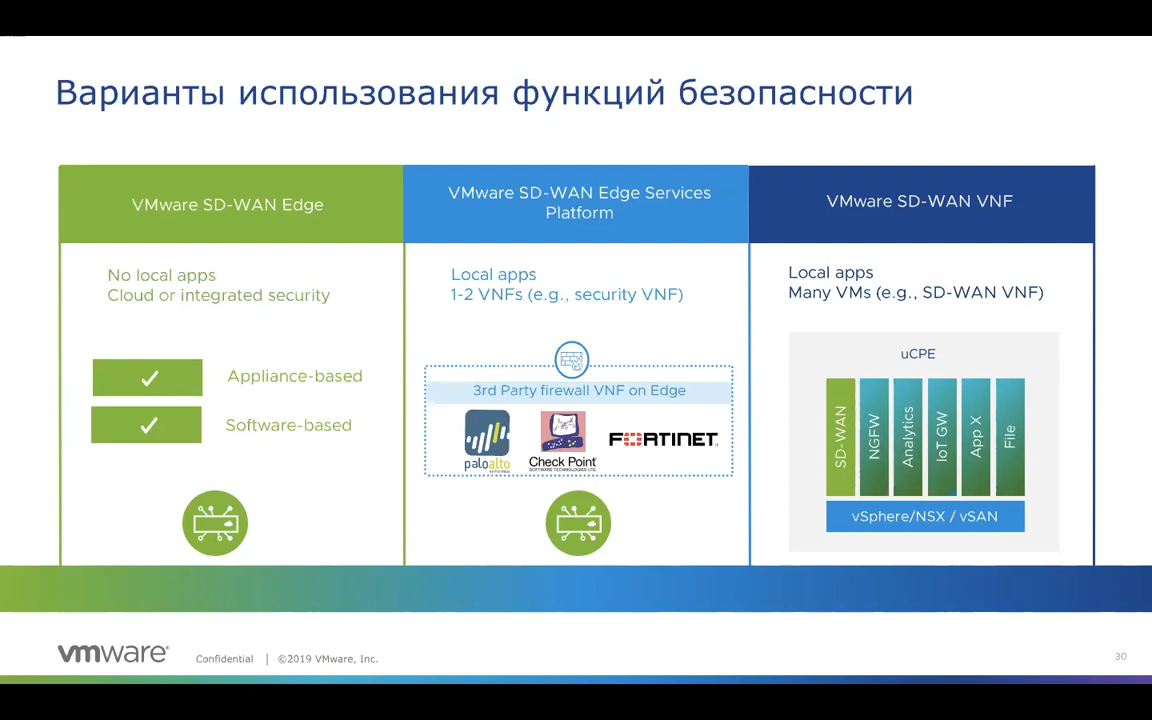 Варианты использования функций безопасности
VMware SD-WAN Edge
No local apps
Cloud or integrated security
Appliance-based
Software-based
VMware SD-WAN Edge Services
Platform
Local apps
1-2 VNFs (e.g., security VNF)
3rd Party firewall VNF on Edge
paloalto
Check Point
SOFTWARE TECHNOLOGIES LTD.
FORTINET
VMware SD-WAN VNF
Local apps
Many VMs (e.g., SD-WAN VNF)
uCPE
SD-WAN
NGFW
Analytics
IoT GW
App X
File
vSphere/NSX / vSAN
vmware®
Confidential | ©2019 VMware, Inc.
30